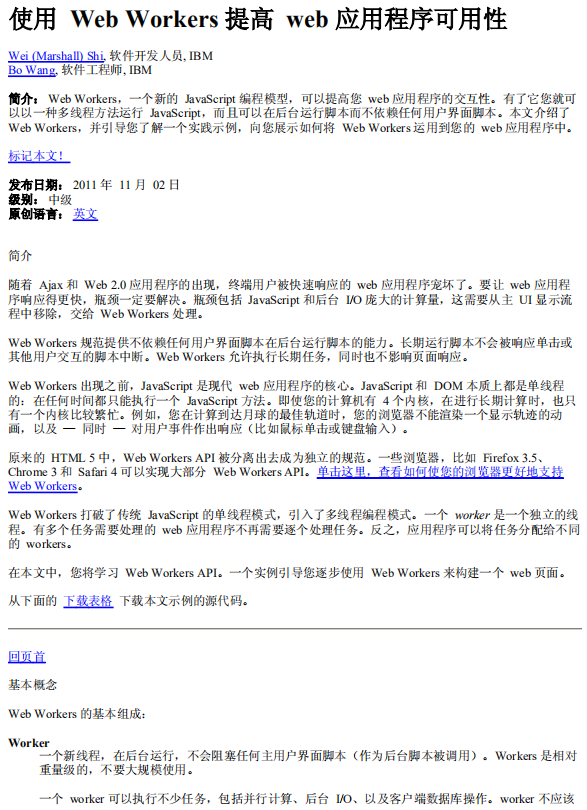 使用 Web Workers 提高 web 应用程序可用性
Wei (Marshall) Shi, 软件开发人员, IBM
Bo Wang, 软件工程师, IBM
简介： Web Workers，一个新的 JavaScript 编程模型，可以提高您 web 应用程序的交互性。有了它您就可
以以一种多线程方法运行 JavaScript，而且可以在后台运行脚本而不依赖任何用户界面脚本。本文介绍了
Web Workers，并引导您了解一个实践示例，向您展示如何将 Web Workers 运用到您的 web 应用程序中。
标记本文！
发布日期： 2011 年 11 月 02 日
级别： 中级
原创语言： 英文
简介
随着 Ajax 和 Web 2.0 应用程序的出现，终端用户被快速响应的 web 应用程序宠坏了。要让 web 应用程
序响应得更快，瓶颈一定要解决。瓶颈包括 JavaScript 和后台 I/O 庞大的计算量，这需要从主 UI 显示流
程中移除，交给 Web Workers 处理。
Web Workers 规范提供不依赖任何用户界面脚本在后台运行脚本的能力。长期运行脚本不会被响应单击或
其他用户交互的脚本中断。Web Workers 允许执行长期任务，同时也不影响页面响应。
Web Workers 出现之前，JavaScript 是现代 web 应用程序的核心。JavaScript 和 DOM 本质上都是单线程
的：在任何时间都只能执行一个 JavaScript 方法。即使您的计算机有 4 个内核，在进行长期计算时，也只
有一个内核比较繁忙。例如，您在计算到达月球的最佳轨道时，您的浏览器不能渲染一个显示轨迹的动
画，以及 — 同时 — 对用户事件作出响应（比如鼠标单击或键盘输入）。
原来的 HTML 5 中，Web Workers API 被分离出去成为独立的规范。一些浏览器，比如 Firefox 3.5、
Chrome 3 和 Safari 4 可以实现大部分 Web Workers API。单击这里，查看如何使您的浏览器更好地支持
Web Workers。
Web Workers 打破了传统 JavaScript 的单线程模式，引入了多线程编程模式。一个 worker 是一个独立的线
程。有多个任务需要处理的 web 应用程序不再需要逐个处理任务。反之，应用程序可以将任务分配给不同
的 workers。
在本文中，您将学习 Web Workers API。一个实例引导您逐步使用 Web Workers 来构建一个 web 页面。
从下面的 下载表格 下载本文示例的源代码。
回页首
基本概念
Web Workers 的基本组成：
Worker
一个新线程，在后台运行，不会阻塞任何主用户界面脚本（作为后台脚本被调用）。Workers 是相对
重量级的，不要大规模使用。
一个 worker 可以执行不少任务，包括并行计算、后台 I/O、以及客户端数据库操作。worker 不应该